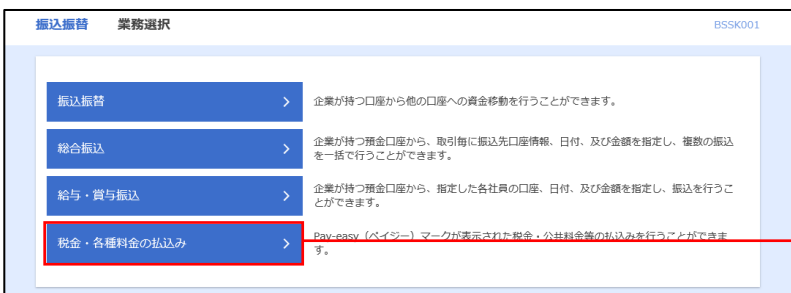 振込振替 業務選択 BSSK001
振込振替 企業が持つ口座から他の口座への資金移動を行うことができます。
総合振込 企業が持つ預金口座から、取引毎に振込先口座情報、日付、及び金額を指定し、複数の振込
を一括で行うことができます。
給与・賞与振込 企業が持つ預金口座から、指定した各社員の口座、日付、及び金額を指定し、振込を行うこ
とができます。
税金・各種料金の払込み Pay-easy（ペイジー）マークが表示された税金・公共料金等の払込みを行うことができま
す。